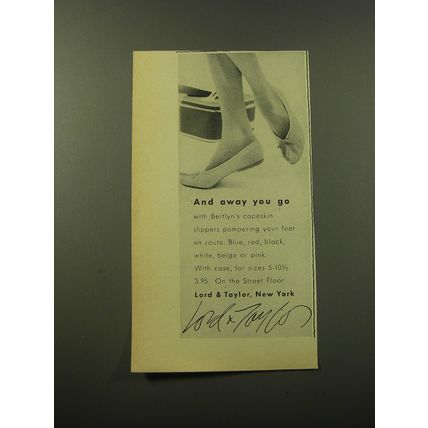 And away you go
with Bertlyn's capeskin
slippers pampering your feet
en route. Blue, red, black,
white, beige or pink.
With case, for sizes 5-10½.
3.95 On the Street Floor
Lord & Taylor, New York
Lord & Taylor